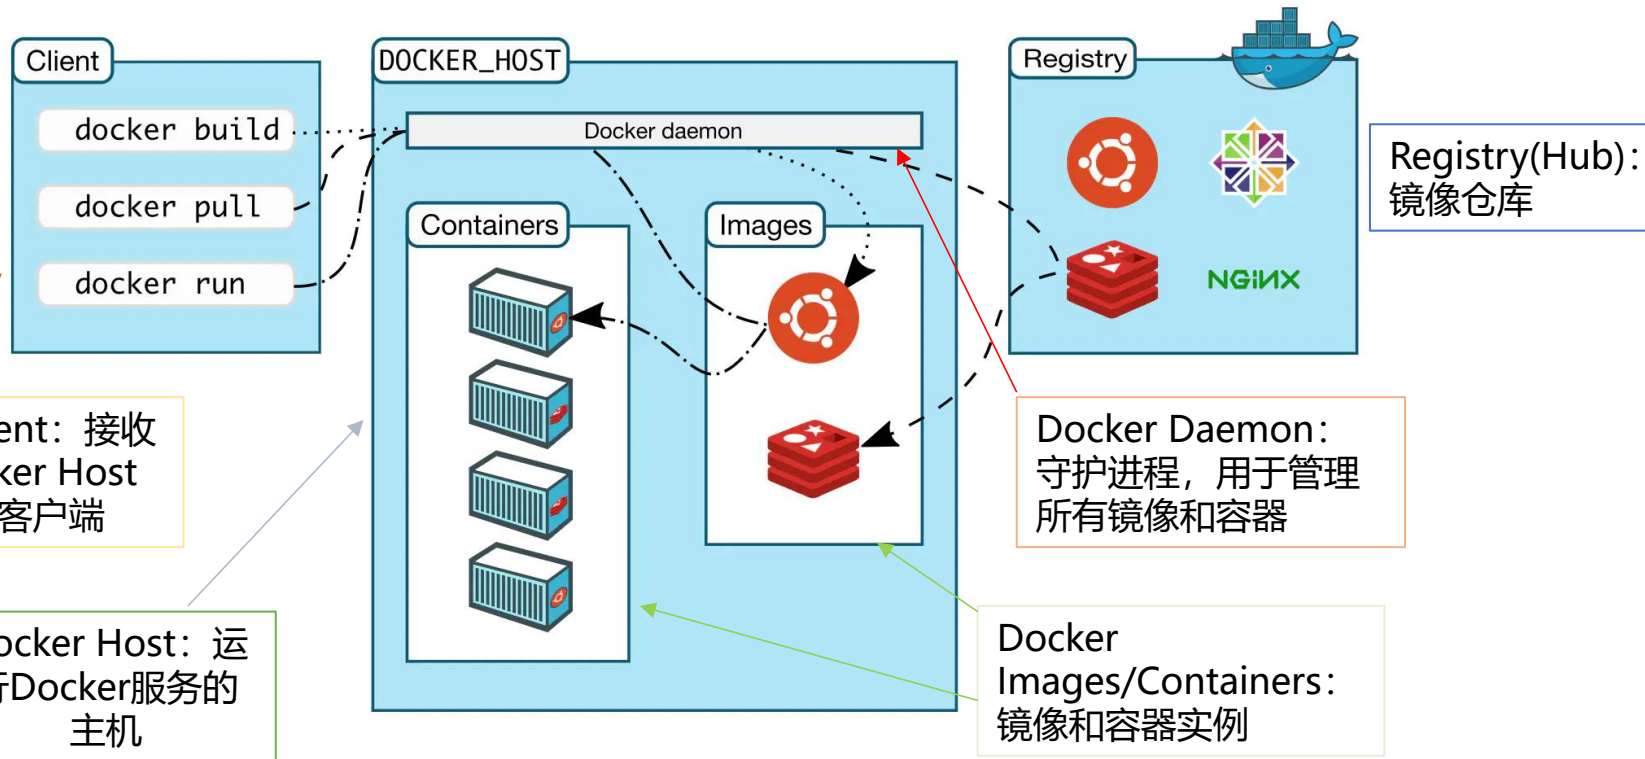 Client
docker build
docker pull
docker run
DOCKER_HOST
Docker daemon
Containers
Images
Registry
NGiNX
Registry(Hub)：
镜像仓库
ent：接收
ker Host
客户端
Docker Daemon：
守护进程，用于管理
所有镜像和容器
ocker Host：运
行Docker服务的
主机
Docker
Images/Containers：
镜像和容器实例